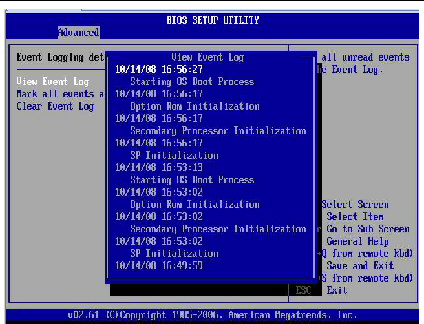 BIOS SETUP UTILITY
Advanced
Event Logging det
View Event Log
Mark all events a
Clear Event Log
View Event Log
10/14/08 16:56:27
Starting OS Boot Process
10/14/08 16:56:17
Option Rom Initialization
10/14/08 16:56:17
Secondary Processor Initialization
10/14/08 16:56:17
SP Initialization
10/14/08 16:53:13
Starting OS Boot Process
10/14/08 16:53:02
Option Rom Initialization
10/14/08 16:53:02
Secondary Processor Initialization
10/14/08 16:53:02
SP Initialization
10/14/08 16:49:59
all unread events
he Event Log.
Select Screen
Select Item
Go to Sub Screen
General Help
Q from remote kbd)
Save and Exit
S from remote kbd)
ESC Exit
v02.61 (C)Copyright 1985-2006, American Megatrends, Inc.